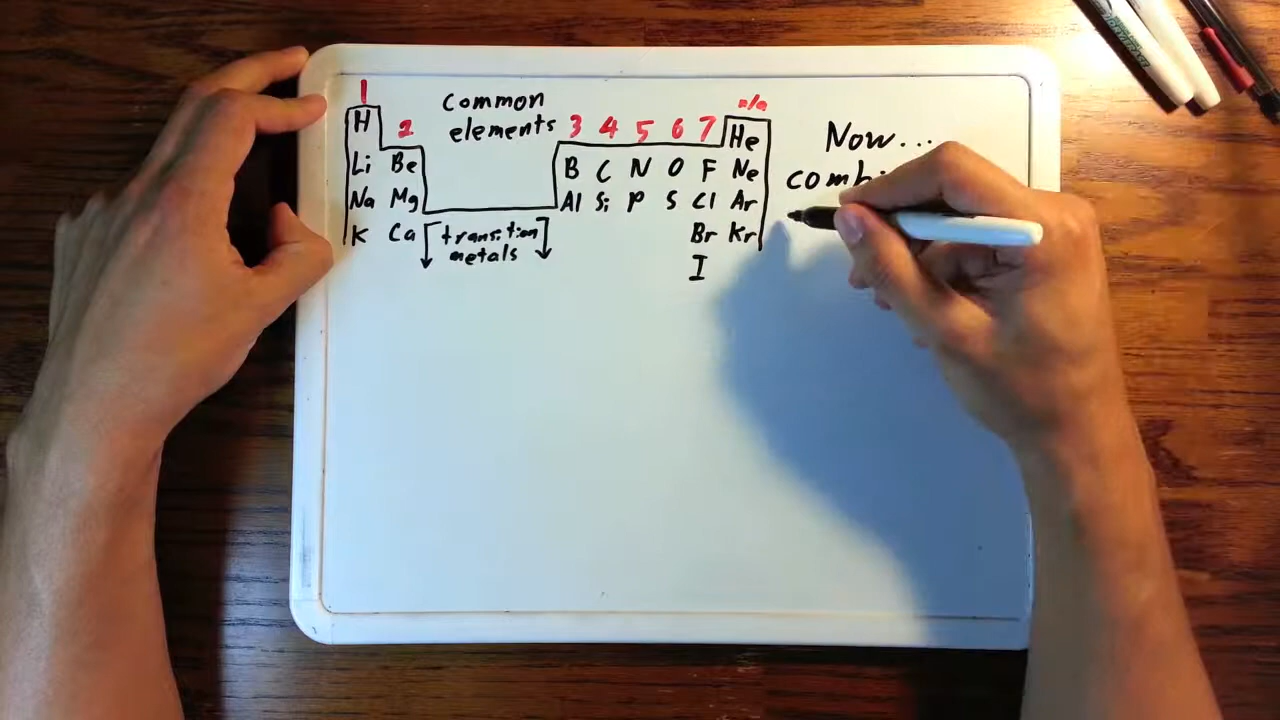 1
common
n/a
H
2
elements
3 4 5 6 7
He
Now...
Li Be
B C N O F Ne
Na Mg
Al Si P S Cl Ar
K Ca
transition
metals
Br Kr
I